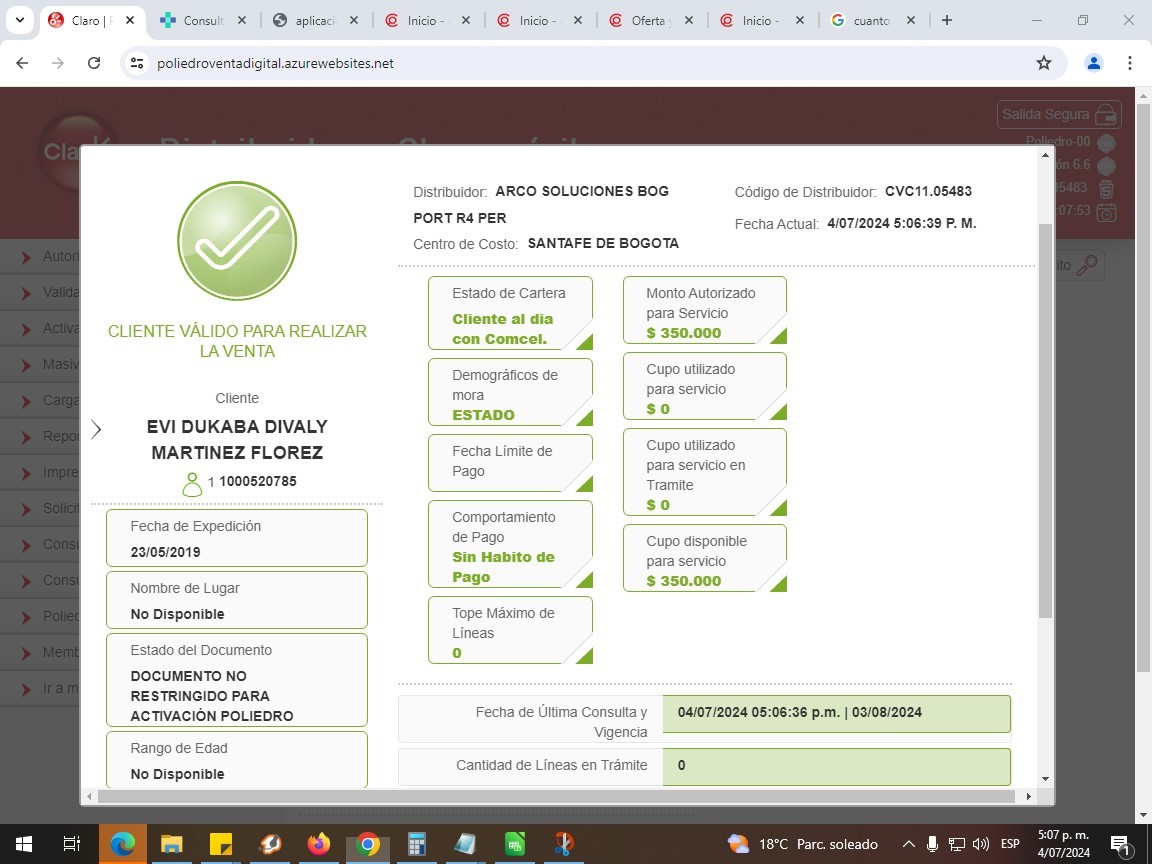 Claro |
Consult
aplicaci
Inicio -
Inicio -
Oferta
Inicio -
cuanto
poliedroventadigital.azurewebsites.net
Salida Segura
Poliedro-00
ón 6.6
5483
:07:53
Autori
Valida
Activa
Masiv
Carga
Repo
Impre
Solicit
Consu
Consu
Polied
Memb
Ir a m
ito
CLIENTE VÁLIDO PARA REALIZAR
LA VENTA
Cliente
EVI DUKABA DIVALY
MARTINEZ FLOREZ
1 1000520785
Fecha de Expedición
23/05/2019
Nombre de Lugar
No Disponible
Estado del Documento
DOCUMENTO NO
RESTRINGIDO PARA
ACTIVACIÓN POLIEDRO
Rango de Edad
No Disponible
Distribuidor: ARCO SOLUCIONES BOG
PORT R4 PER
Centro de Costo: SANTAFE DE BOGOTA
Código de Distribuidor: CVC11.05483
Fecha Actual: 4/07/2024 5:06:39 P. M.
Estado de Cartera
Cliente al dia
con Comcel.
Demográficos de
mora
ESTADO
Fecha Límite de
Pago
Comportamiento
de Pago
Sin Habito de
Pago
Tope Máximo de
Líneas
0
Monto Autorizado
para Servicio
$ 350.000
Cupo utilizado
para servicio
$ 0
Cupo utilizado
para servicio en
Tramite
$ 0
Cupo disponible
para servicio
$ 350.000
Fecha de Última Consulta y
Vigencia
04/07/2024 05:06:36 p.m. | 03/08/2024
Cantidad de Líneas en Trámite
0
18°C Parc. soleado
ESP
5:07 p. m.
4/07/2024
1